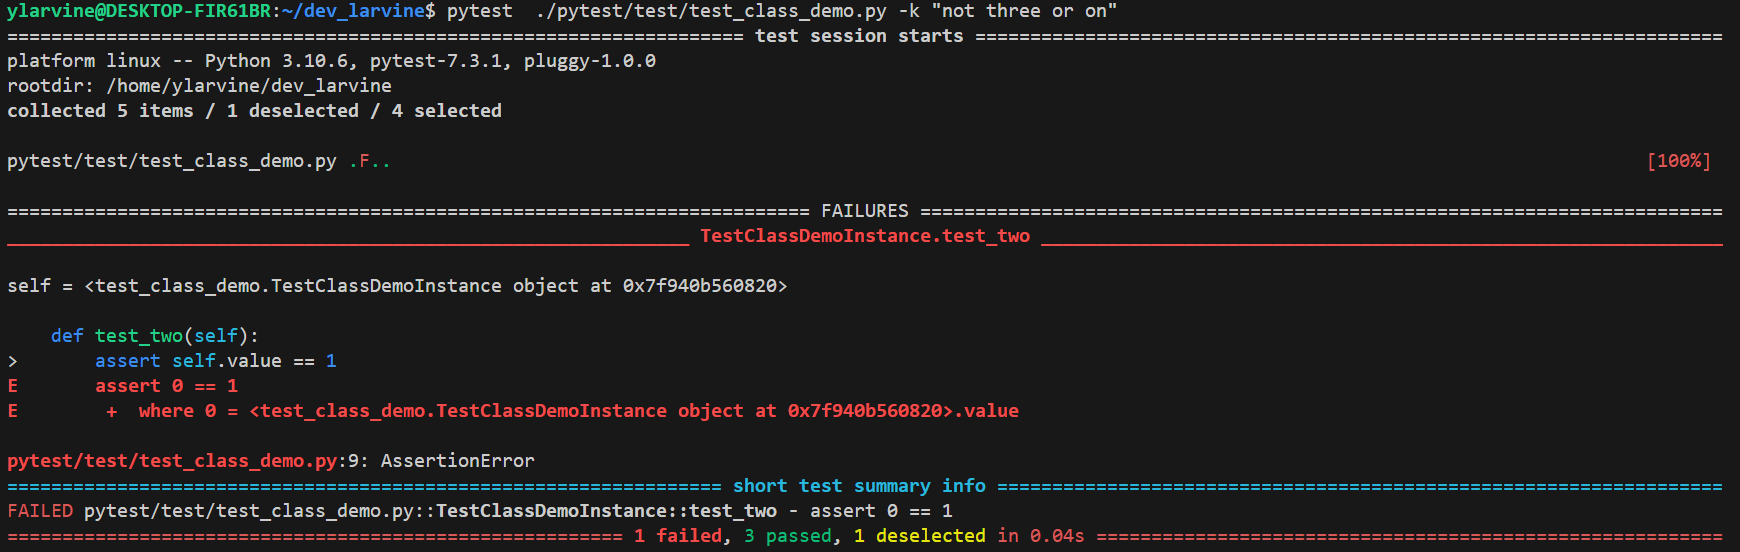 ylarvine@DESKTOP-FIR61BR:~/dev_larvine$ pytest  ./pytest/test/test_class_demo.py -k "not three or on"
=================================================================== test session starts ====================================================================
platform linux -- Python 3.10.6, pytest-7.3.1, pluggy-1.0.0
rootdir: /home/ylarvine/dev_larvine
collected 5 items / 1 deselected / 4 selected

pytest/test/test_class_demo.py .F.. [100%]

========================================================================= FAILURES =========================================================================
______________________________________________________________ TestClassDemoInstance.test_two ______________________________________________________________

self = <test_class_demo.TestClassDemoInstance object at 0x7f940b560820>

    def test_two(self):
>       assert self.value == 1
E       assert 0 == 1
E        +  where 0 = <test_class_demo.TestClassDemoInstance object at 0x7f940b560820>.value

pytest/test/test_class_demo.py:9: AssertionError
================================================================= short test summary info ==================================================================
FAILED pytest/test/test_class_demo.py::TestClassDemoInstance::test_two - assert 0 == 1
======================================================== 1 failed, 3 passed, 1 deselected in 0.04s =========================================================